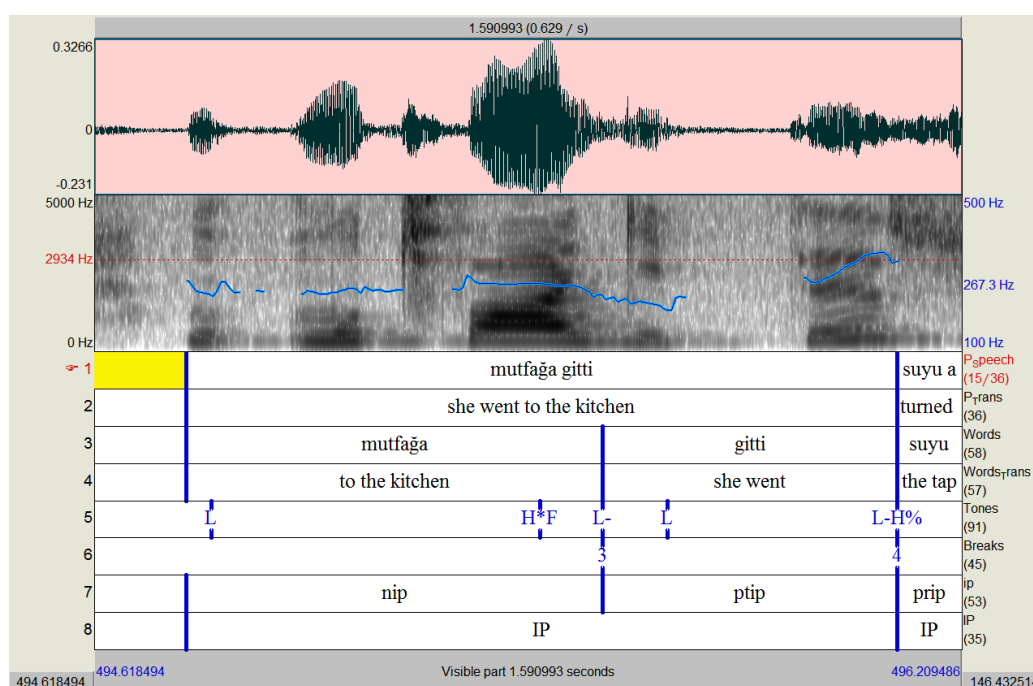 1.590993 (0.629 / s)
0.3266
0
-0.231
5000 Hz 500 Hz
2934 Hz
267.3 Hz
0 Hz 100 Hz
1 mutfağa gitti suyu a PSpeech (15/36)
2 she went to the kitchen turned PTrans (36)
3 mutfağa gitti suyu Words (58)
4 to the kitchen she went the tap WordsTrans (57)
5 L H*F L- L L-H% Tones (91)
6 3 4 Breaks (45)
7 nip ptip prip ip (53)
8 IP IP IP (35)
494.618494 Visible part 1.590993 seconds 496.209486
494.618494 146.43251